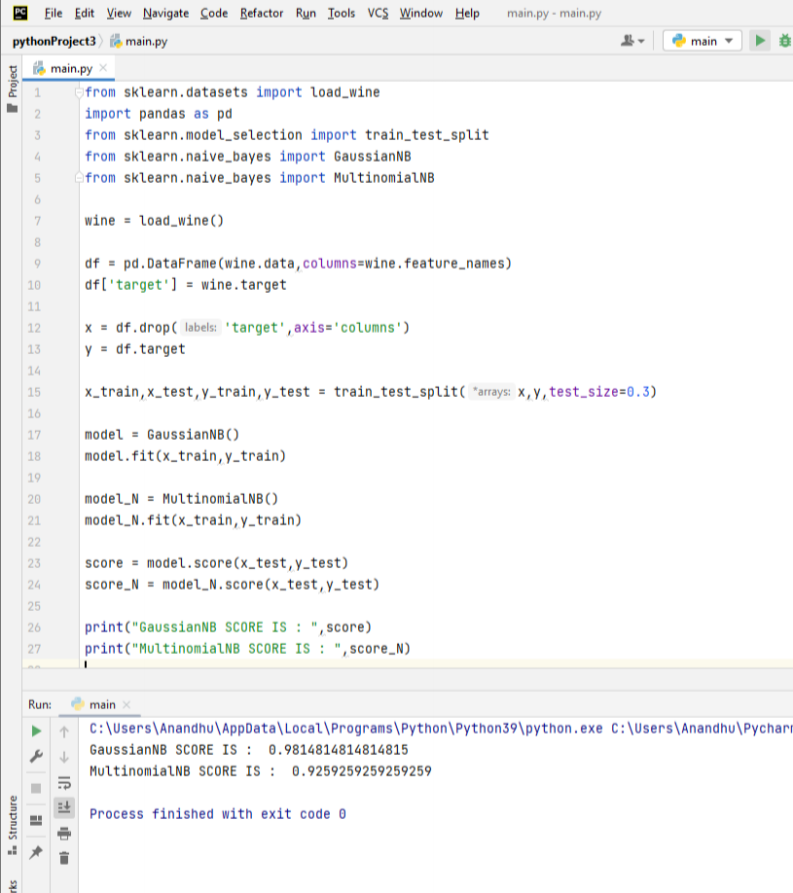 PC File Edit View Navigate Code Refactor Run Tools VCS Window Help main.py - main.py
pythonProject3 main.py main
main.py
Project
1 from sklearn.datasets import load_wine
2 import pandas as pd
3 from sklearn.model_selection import train_test_split
4 from sklearn.naive_bayes import GaussianNB
5 from sklearn.naive_bayes import MultinomialNB
6
7 wine = load_wine()
8
9 df = pd.DataFrame(wine.data,columns=wine.feature_names)
10 df['target'] = wine.target
11
12 x = df.drop( labels: 'target',axis='columns')
13 y = df.target
14
15 x_train,x_test,y_train,y_test = train_test_split( *arrays: x,y,test_size=0.3)
16
17 model = GaussianNB()
18 model.fit(x_train,y_train)
19
20 model_N = MultinomialNB()
21 model_N.fit(x_train,y_train)
22
23 score = model.score(x_test,y_test)
24 score_N = model_N.score(x_test,y_test)
25
26 print("GaussianNB SCORE IS : ",score)
27 print("MultinomialNB SCORE IS : ",score_N)
Run: main
C:\Users\Anandhu\AppData\Local\Programs\Python\Python39\python.exe C:\Users\Anandhu\Pychar
GaussianNB SCORE IS :  0.9814814814814815
MultinomialNB SCORE IS :  0.9259259259259259
Process finished with exit code 0
Structure